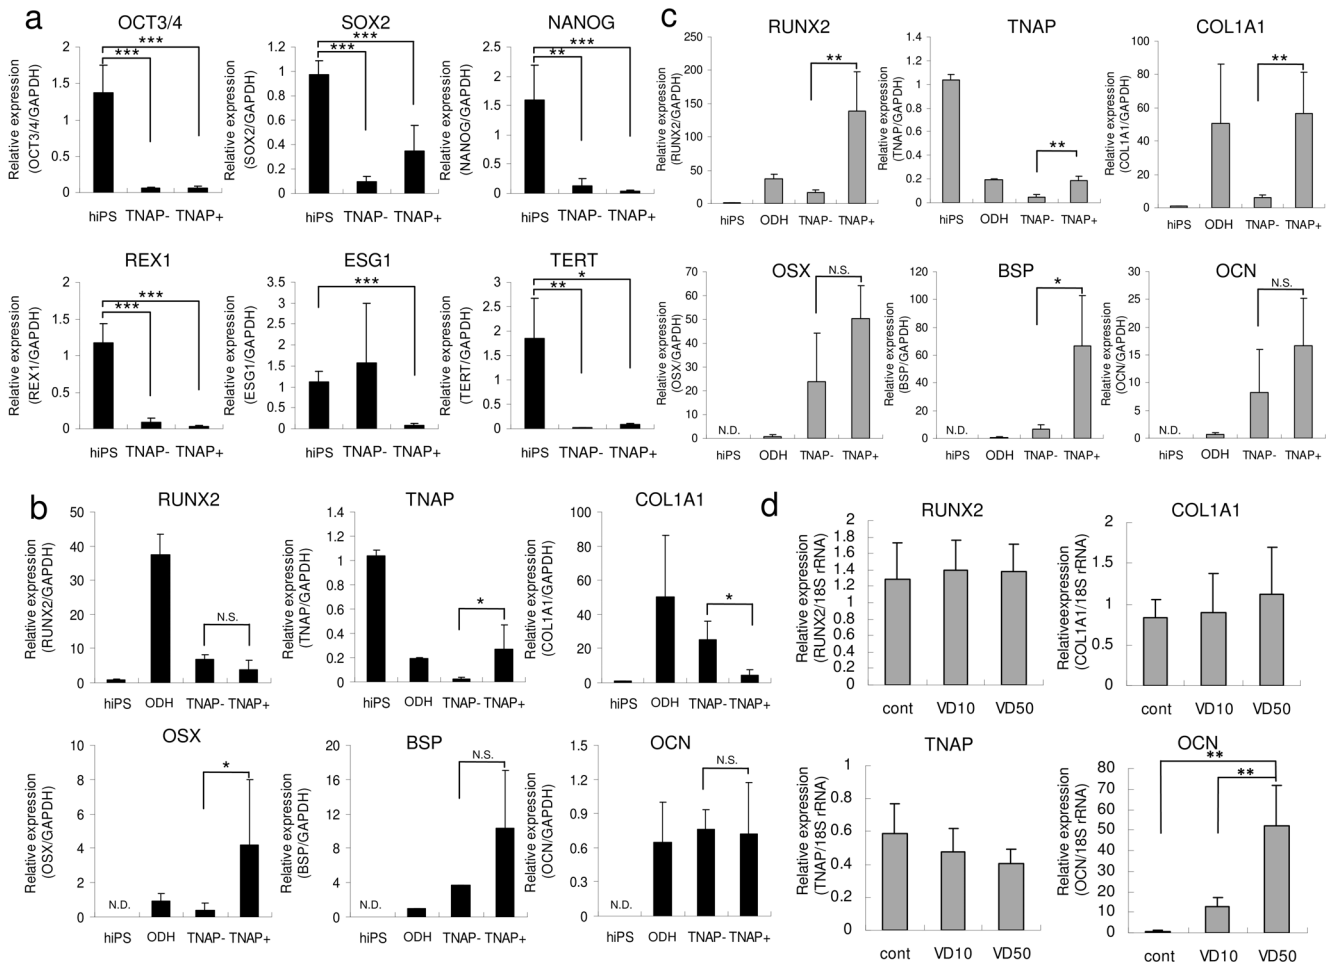 a
OCT3/4
Relative expression
(OCT3/4/GAPDH)
2
1.5
1
0.5
0
***
***
hiPS TNAP- TNAP+
SOX2
Relative expression
(SOX2/GAPDH)
1.2
1
0.8
0.6
0.4
0.2
0
***
***
hiPS TNAP- TNAP+
NANOG
Relative expression
(NANOG/GAPDH)
2.5
2
1.5
1
0.5
0
***
**
hiPS TNAP- TNAP+
REX1
Relative expression
(REX1/GAPDH)
2
1.5
1
0.5
0
***
***
hiPS TNAP- TNAP+
ESG1
Relative expression
(ESG1/GAPDH)
3.5
3
2.5
2
1.5
1
0.5
0
***
hiPS TNAP- TNAP+
TERT
Relative expression
(TERT/GAPDH)
3
2.5
2
1.5
1
0.5
0
*
**
hiPS TNAP- TNAP+
b
RUNX2
Relative expression
(RUNX2/GAPDH)
50
40
30
20
10
0
N.S.
hiPS ODH TNAP- TNAP+
TNAP
Relative expression
(TNAP/GAPDH)
1.4
1.2
1
0.8
0.6
0.4
0.2
0
*
hiPS ODH TNAP- TNAP+
COL1A1
Relative expression
(COL1A1/GAPDH)
100
80
60
40
20
0
*
hiPS ODH TNAP- TNAP+
OSX
Relative expression
(OSX/GAPDH)
10
8
6
4
2
0
*
N.D.
hiPS ODH TNAP- TNAP+
BSP
Relative expression
(BSP/GAPDH)
20
16
12
8
4
0
N.S.
N.D.
hiPS ODH TNAP- TNAP+
OCN
Relative expression
(OCN/GAPDH)
1.5
1.2
0.9
0.6
0.3
0
N.S.
N.D.
hiPS ODH TNAP- TNAP+
c
RUNX2
Relative expression
(RUNX2/GAPDH)
250
200
150
100
50
0
**
hiPS ODH TNAP- TNAP+
TNAP
Relative expression
(TNAP/GAPDH)
1.4
1.2
1
0.8
0.6
0.4
0.2
0
**
hiPS ODH TNAP- TNAP+
COL1A1
Relative expression
(COL1A1/GAPDH)
100
80
60
40
20
0
**
hiPS ODH TNAP- TNAP+
OSX
Relative expression
(OSX/GAPDH)
70
60
50
40
30
20
10
0
N.S.
N.D.
hiPS ODH TNAP- TNAP+
BSP
Relative expression
(BSP/GAPDH)
120
100
80
60
40
20
0
*
N.D.
hiPS ODH TNAP- TNAP+
OCN
Relative expression
(OCN/GAPDH)
30
25
20
15
10
5
0
N.S.
N.D.
hiPS ODH TNAP- TNAP+
d
RUNX2
Relative expression
(RUNX2/18S rRNA)
2
1.8
1.6
1.4
1.2
1
0.8
0.6
0.4
0.2
0
cont VD10 VD50
COL1A1
Relativeexpression
(COL1A1/18S rRNA)
2
1.5
1
0.5
0
cont VD10 VD50
TNAP
Relative expression
(TNAP/18S rRNA)
1
0.8
0.6
0.4
0.2
0
cont VD10 VD50
OCN
Relative expression
(OCN/18S rRNA)
80
70
60
50
40
30
20
10
0
**
**
cont VD10 VD50